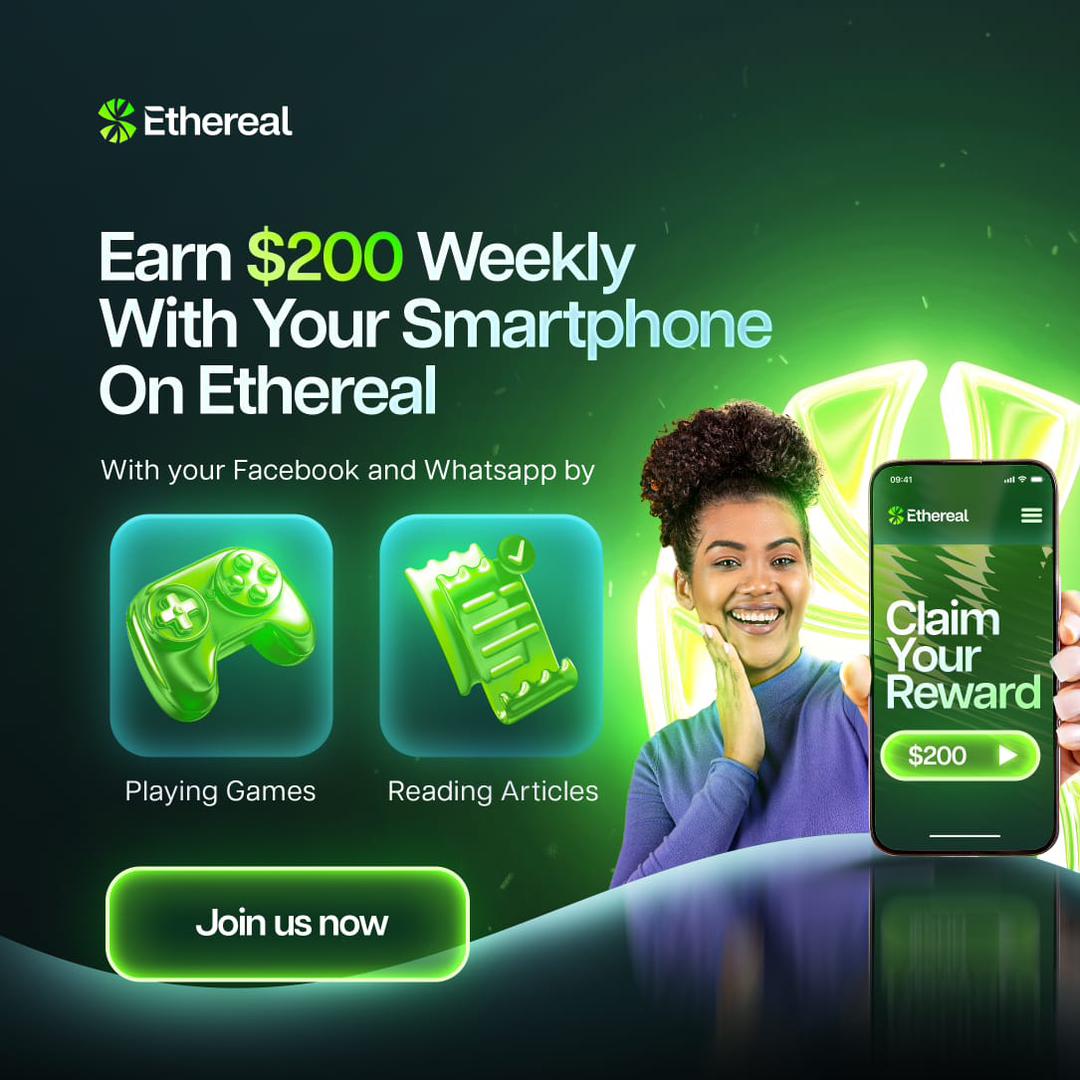 Ethereal
Earn $200 Weekly
With Your Smartphone
On Ethereal
With your Facebook and Whatsapp by
Playing Games
Reading Articles
Join us now
09:41
Ethereal
Claim
Your
Reward
$200